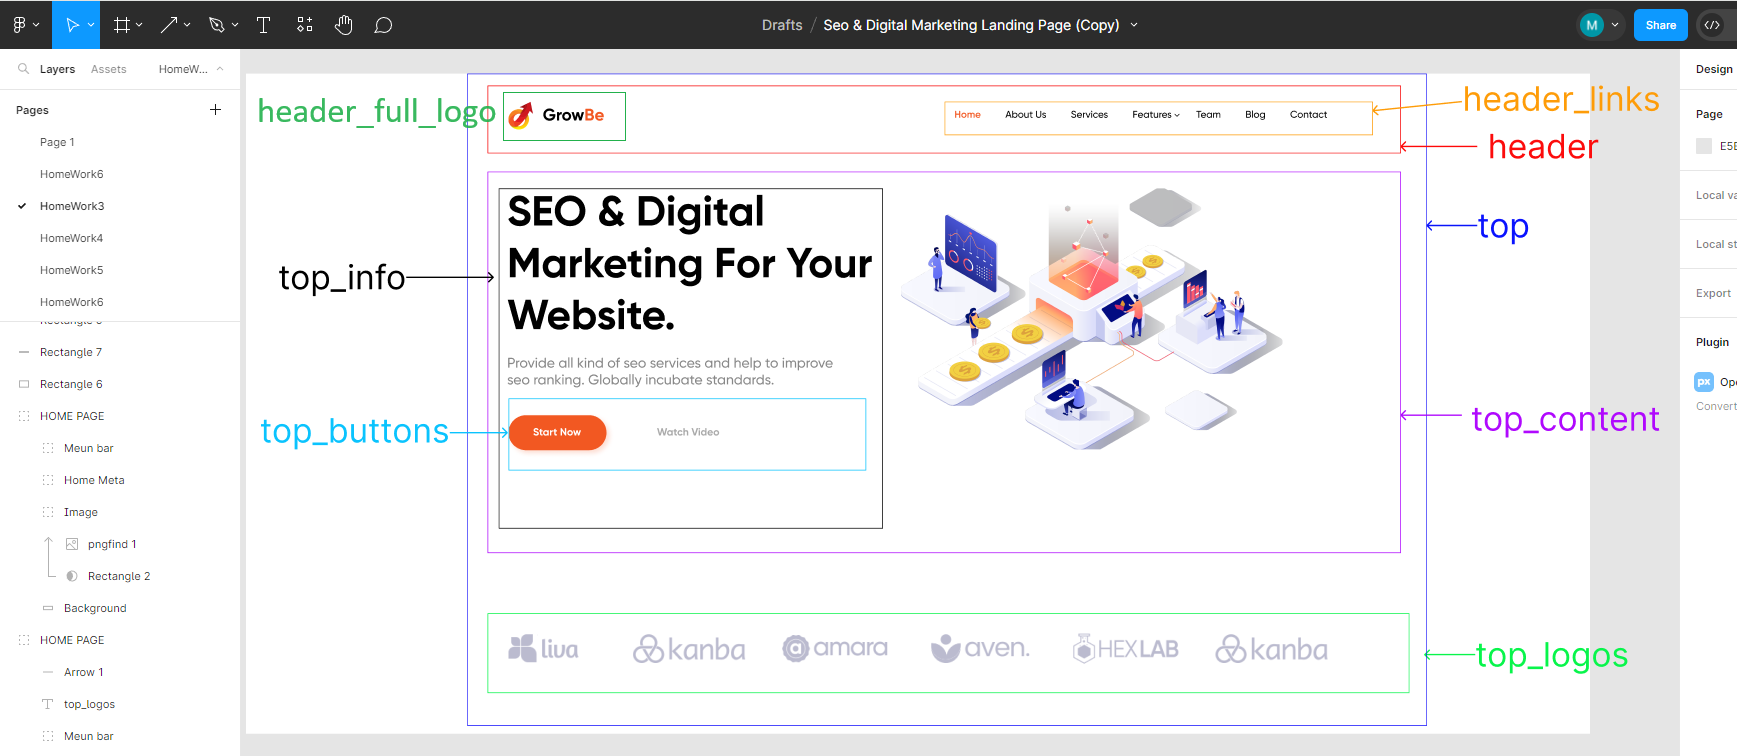 Drafts / Seo & Digital Marketing Landing Page (Copy)
M
Share
Layers
Assets
HomeW...
Pages
Page 1
HomeWork6
HomeWork3
HomeWork4
HomeWork5
HomeWork6
Rectangle 7
Rectangle 6
HOME PAGE
Meun bar
Home Meta
Image
pngfind 1
Rectangle 2
Background
HOME PAGE
Arrow 1
top_logos
Meun bar
header_full_logo
GrowBe
Home
About Us
Services
Features
Team
Blog
Contact
header_links
header
top
top_info
SEO & Digital
Marketing For Your
Website.
Provide all kind of seo services and help to improve
seo ranking. Globally incubate standards.
top_buttons
Start Now
Watch Video
top_content
liva
kanba
amara
aven.
HEXLAB
kanba
top_logos
Design
Page
E5E
Local va
Local st
Export
Plugin
px
Ope
Convert